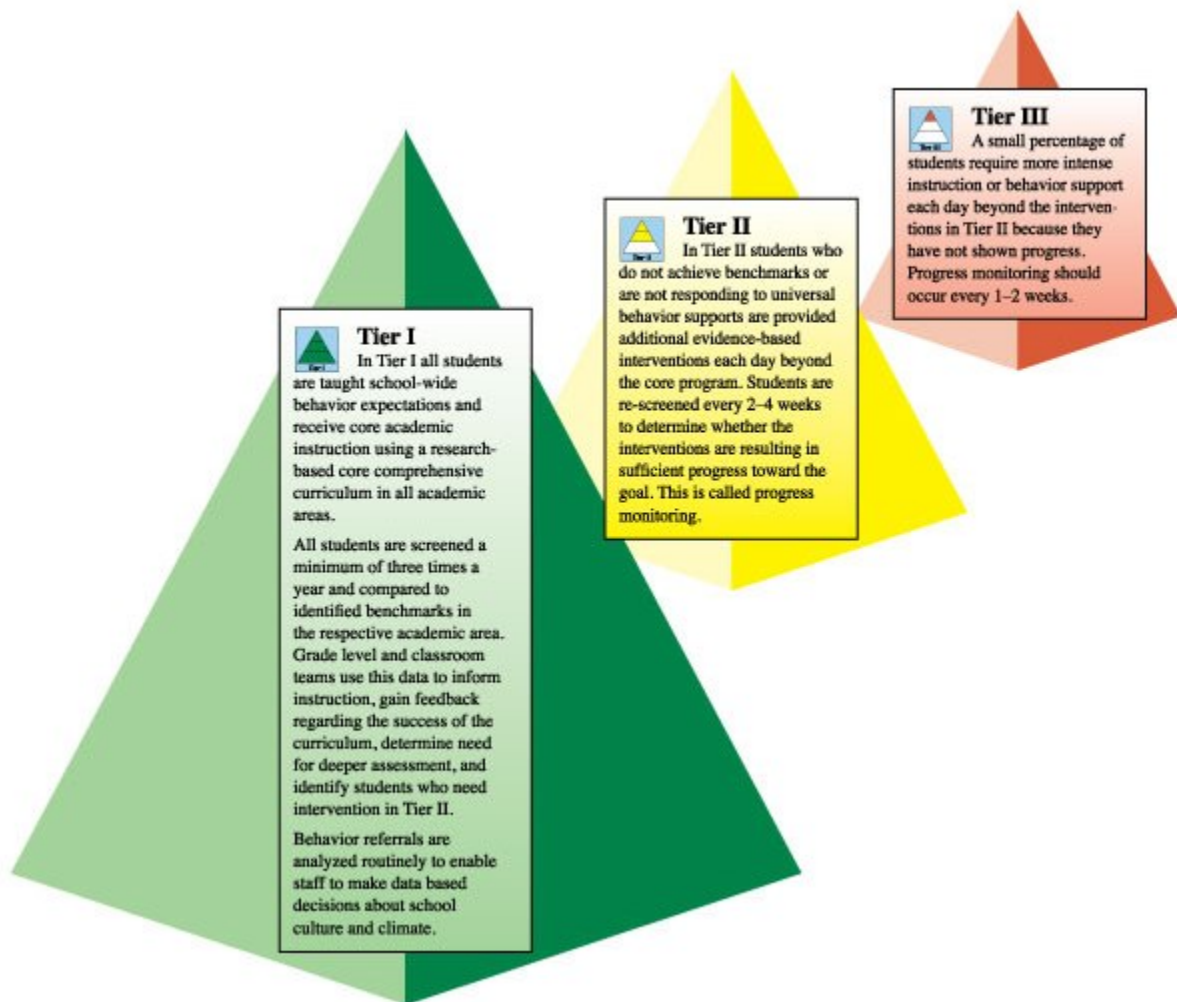 Tier I
In Tier I all students
are taught school-wide
behavior expectations and
receive core academic
instruction using a research-
based core comprehensive
curriculum in all academic
areas.
All students are screened a
minimum of three times a
year and compared to
identified benchmarks in
the respective academic area.
Grade level and classroom
teams use this data to inform
instruction, gain feedback
regarding the success of the
curriculum, determine need
for deeper assessment, and
identify students who need
intervention in Tier II.
Behavior referrals are
analyzed routinely to enable
staff to make data based
decisions about school
culture and climate.
Tier I
Tier II
In Tier II students who
do not achieve benchmarks or
are not responding to universal
behavior supports are provided
additional evidence-based
interventions each day beyond
the core program. Students are
re-screened every 2–4 weeks
to determine whether the
interventions are resulting in
sufficient progress toward the
goal. This is called progress
monitoring.
Tier II
Tier III
A small percentage of
students require more intense
instruction or behavior support
each day beyond the interven-
tions in Tier II because they
have not shown progress.
Progress monitoring should
occur every 1–2 weeks.
Tier III